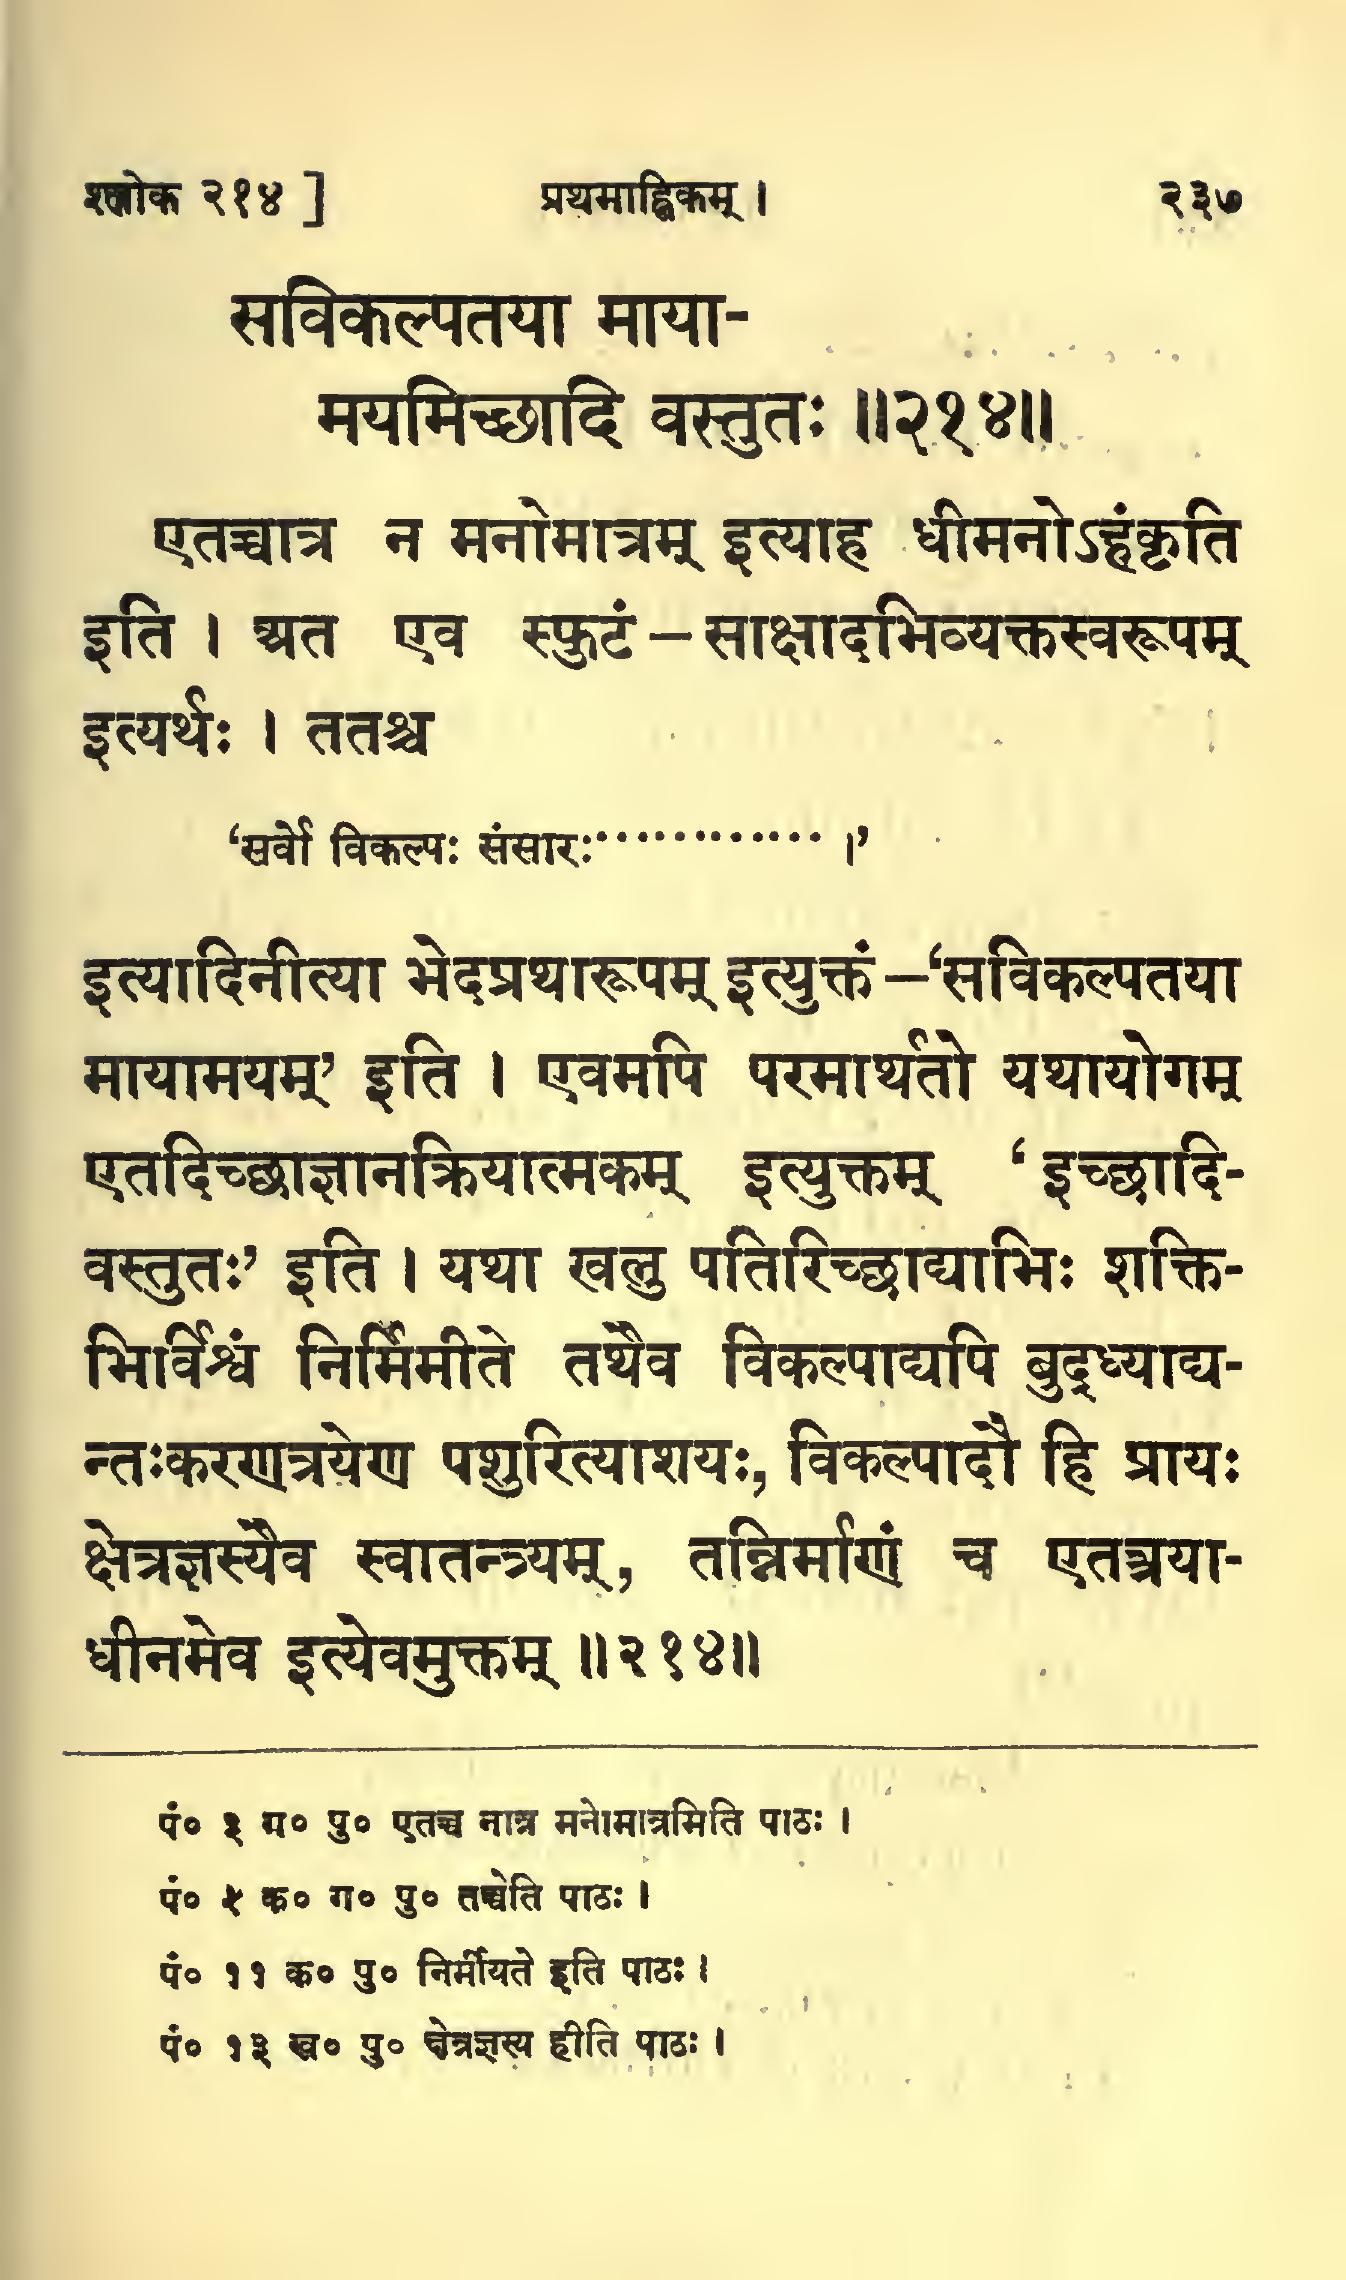 श्लोक २१४ ] प्रथमाह्निकम् । २३७
सविकल्पतया माया-
मयमिच्छादि वस्तुतः ॥२१४॥
एतच्चात्र न मनोमात्रम् इत्याह धीमनोऽहंकृति
इति । अत एव स्फुटं — साक्षादभिव्यक्तस्वरूपम्
इत्यर्थः । ततश्च
‘सर्वो विकल्पः संसारः············ ।’
इत्यादिनीत्या भेदप्रथारूपम् इत्युक्तं —‘सविकल्पतया
मायामयम्’ इति । एवमपि परमार्थतो यथायोगम्
एतदिच्छाज्ञानक्रियात्मकम् इत्युक्तम् ‘इच्छादि-
वस्तुतः’ इति । यथा खलु पतिरिच्छाद्याभिः शक्ति-
भिर्विश्वं निर्मिमीते तथैव विकल्पाद्यपि बुद्ध्याद्य-
न्तःकरणत्रयेण पशुरित्याशयः, विकल्पादौ हि प्रायः
क्षेत्रज्ञस्यैव स्वातन्त्र्यम्, तन्निर्माणं च एतत्त्रया-
धीनमेव इत्येवमुक्तम् ॥२१४॥
पं० ३ ग० पु० एतच्च नात्र मनोमात्रमिति पाठः ।
पं० ५ क० ग० पु० तच्चेति पाठः ।
पं० ११ क० पु० निर्मीयते इति पाठः ।
पं० १३ ख० पु० क्षेत्रज्ञस्य हीति पाठः ।